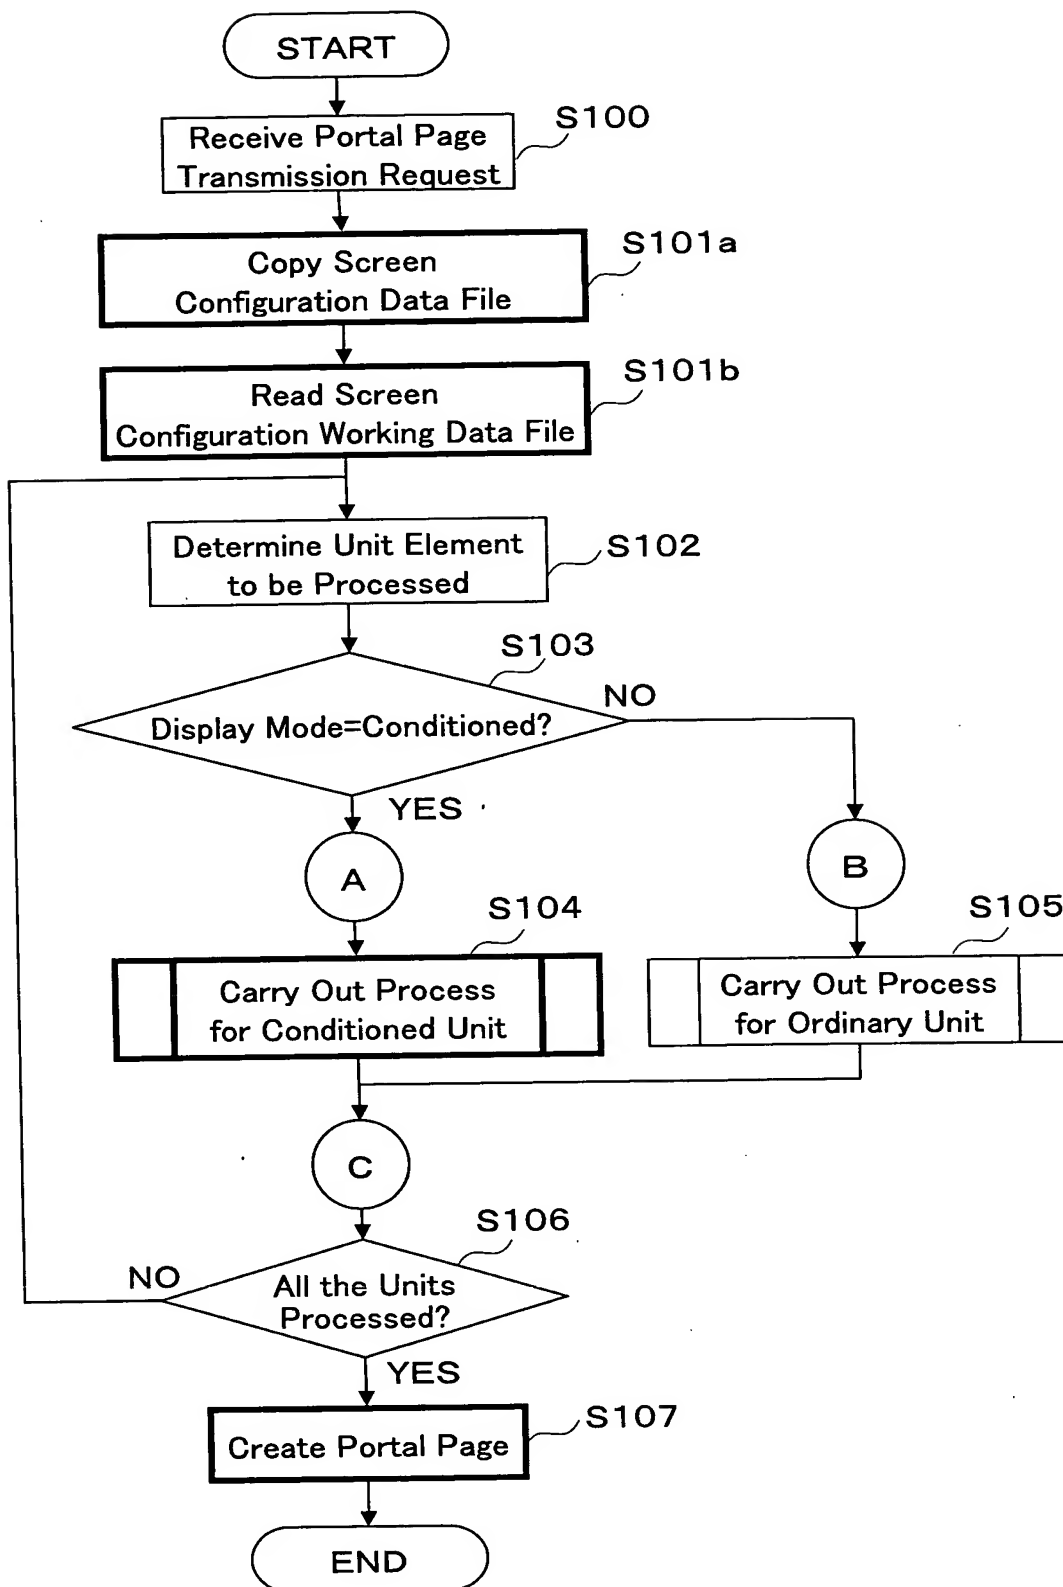 START
Receive Portal Page
Transmission Request
S100
Copy Screen
Configuration Data File
S101a
Read Screen
Configuration Working Data File
S101b
Determine Unit Element
to be Processed
S102
S103
Display Mode=Conditioned?
NO
YES
A
B
S104
Carry Out Process
for Conditioned Unit
S105
Carry Out Process
for Ordinary Unit
C
S106
NO
All the Units
Processed?
YES
S107
Create Portal Page
END